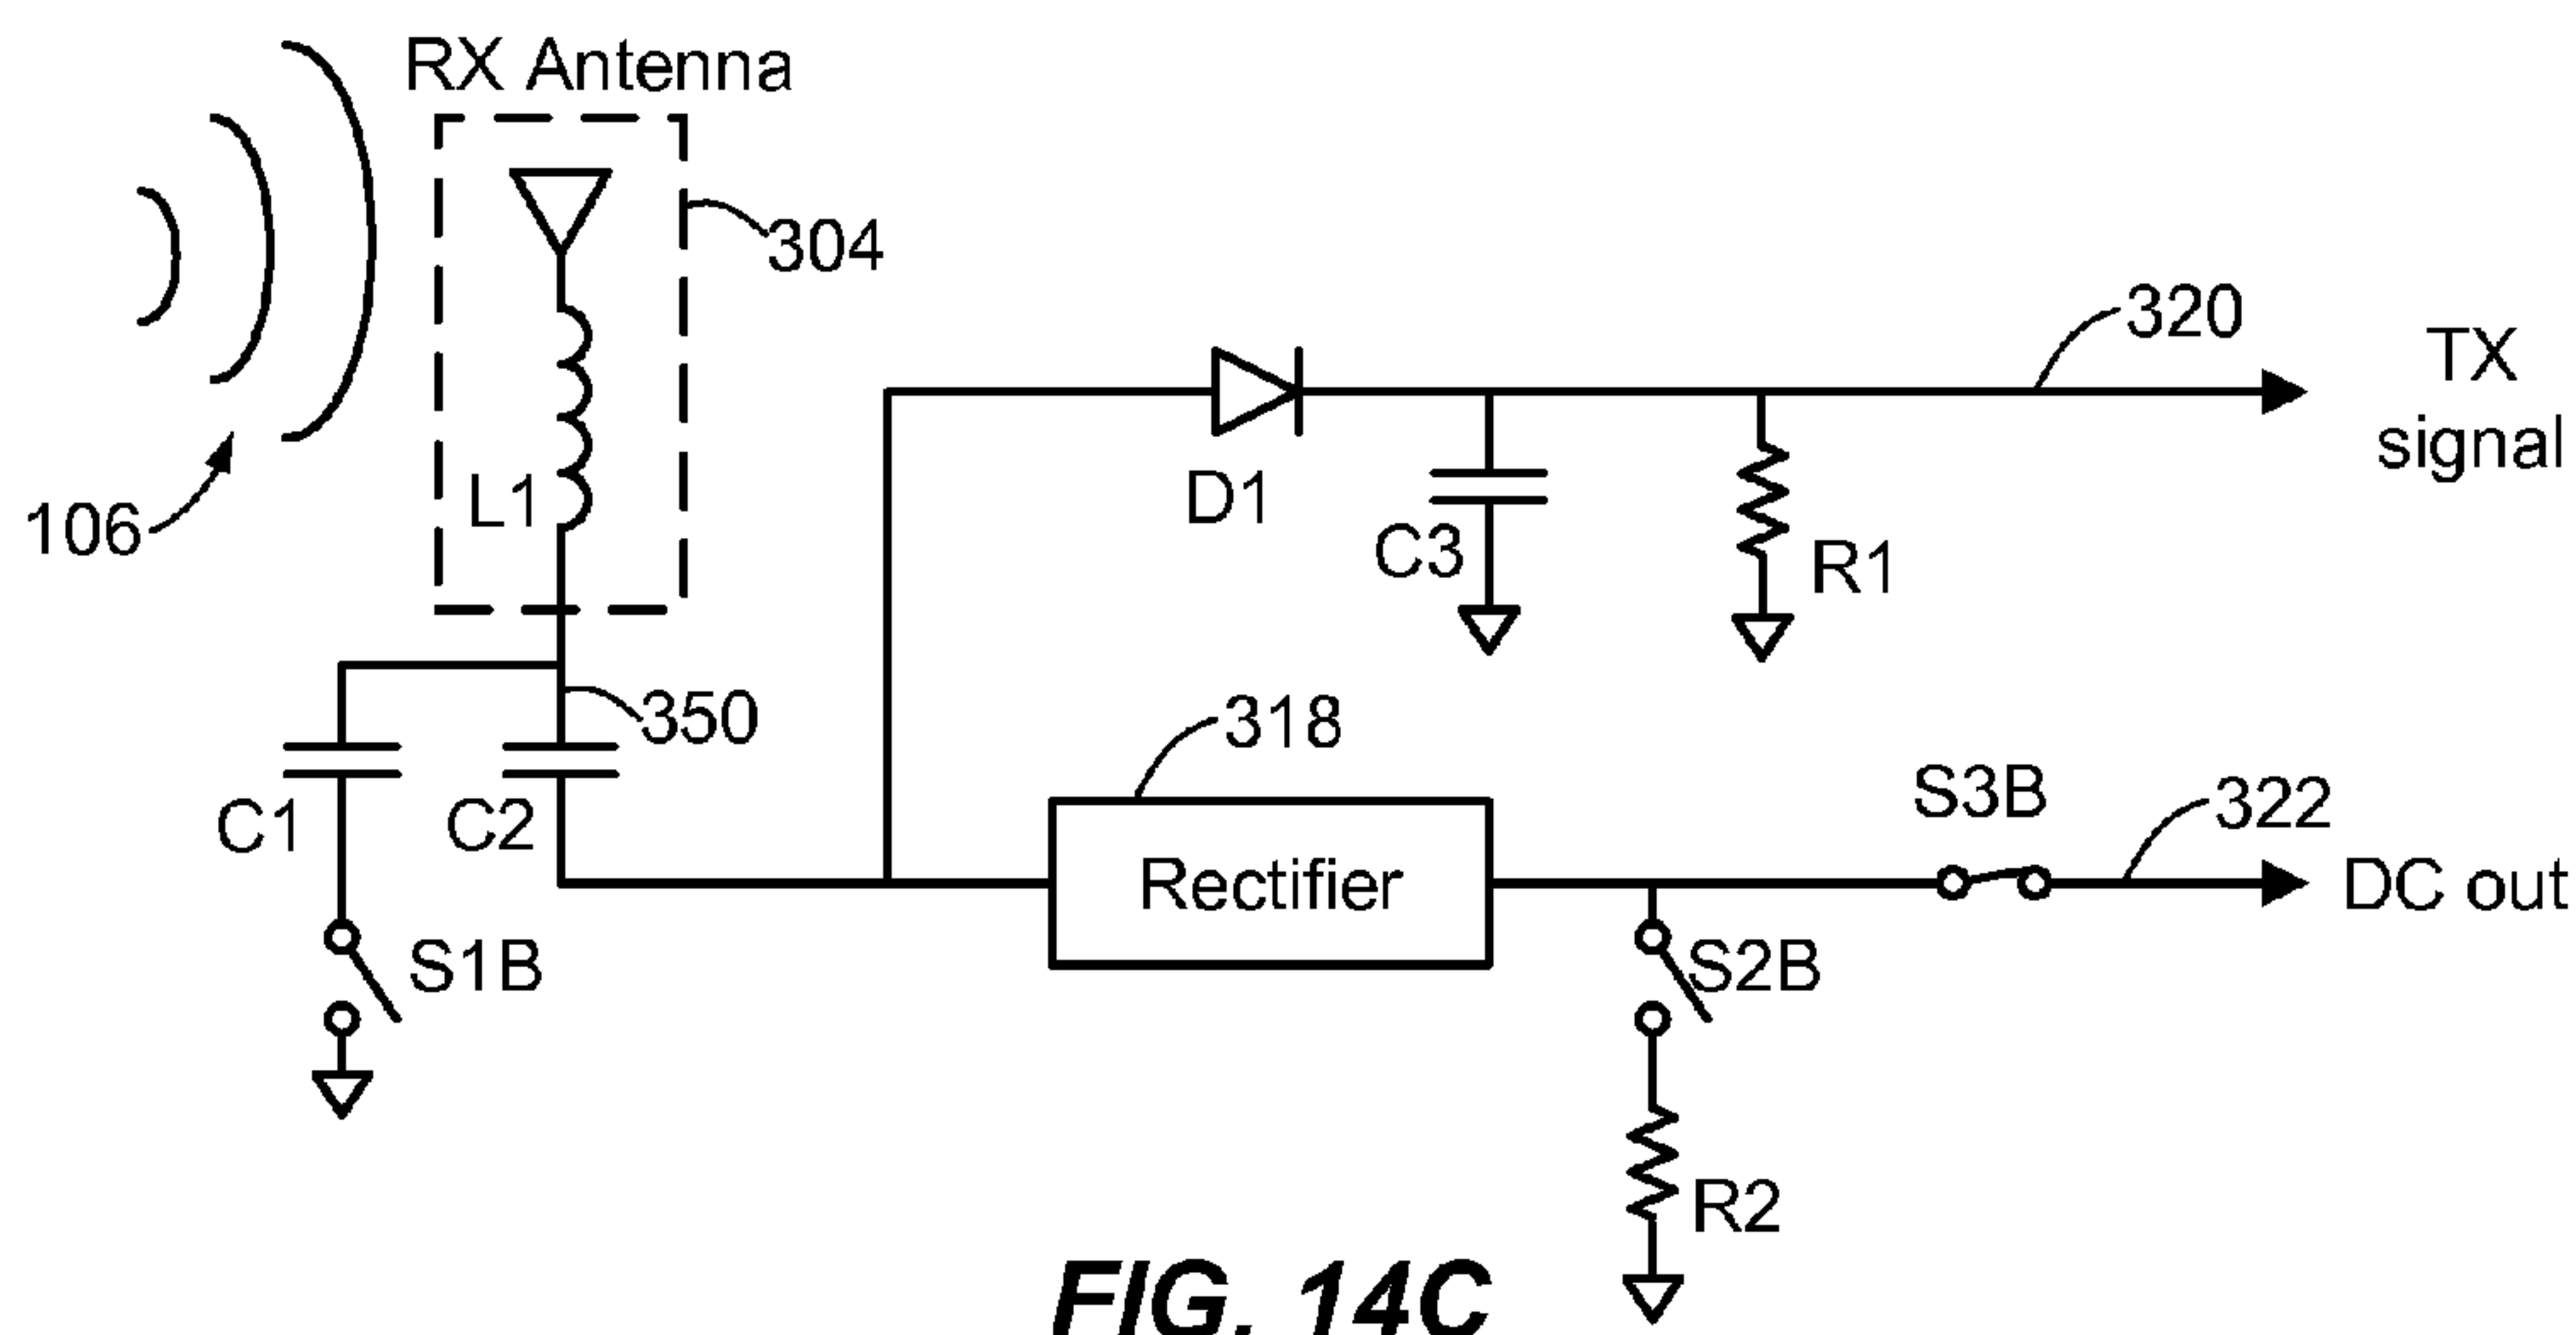 RX Antenna
304
L1
106
320
TX
signal
D1
C3
R1
350
318
C1
C2
Rectifier
S3B
322
DC out
S1B
S2B
R2
FIG. 14C